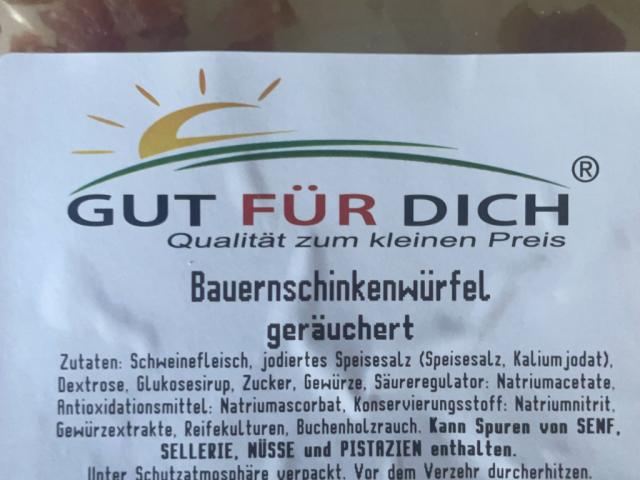 ®
GUT FÜR DICH
Qualität zum kleinen Preis
Bauernschinkenwürfel
geräuchert
Zutaten: Schweinefleisch, jodiertes Speisesalz (Speisesalz, Kaliumjodat),
Dextrose, Glukosesirup, Zucker, Gewürze, Säureregulator: Natriumacetate,
Antioxidationsmittel: Natriumascorbat, Konservierungsstoff: Natriumnitrit,
Gewürzextrakte, Reifekulturen, Buchenholzrauch. Kann Spuren von SENF,
SELLERIE, NÜSSE und PISTAZIEN enthalten.
Unter Schutzatmosphäre verpackt. Vor dem Verzehr durcherhitzen.